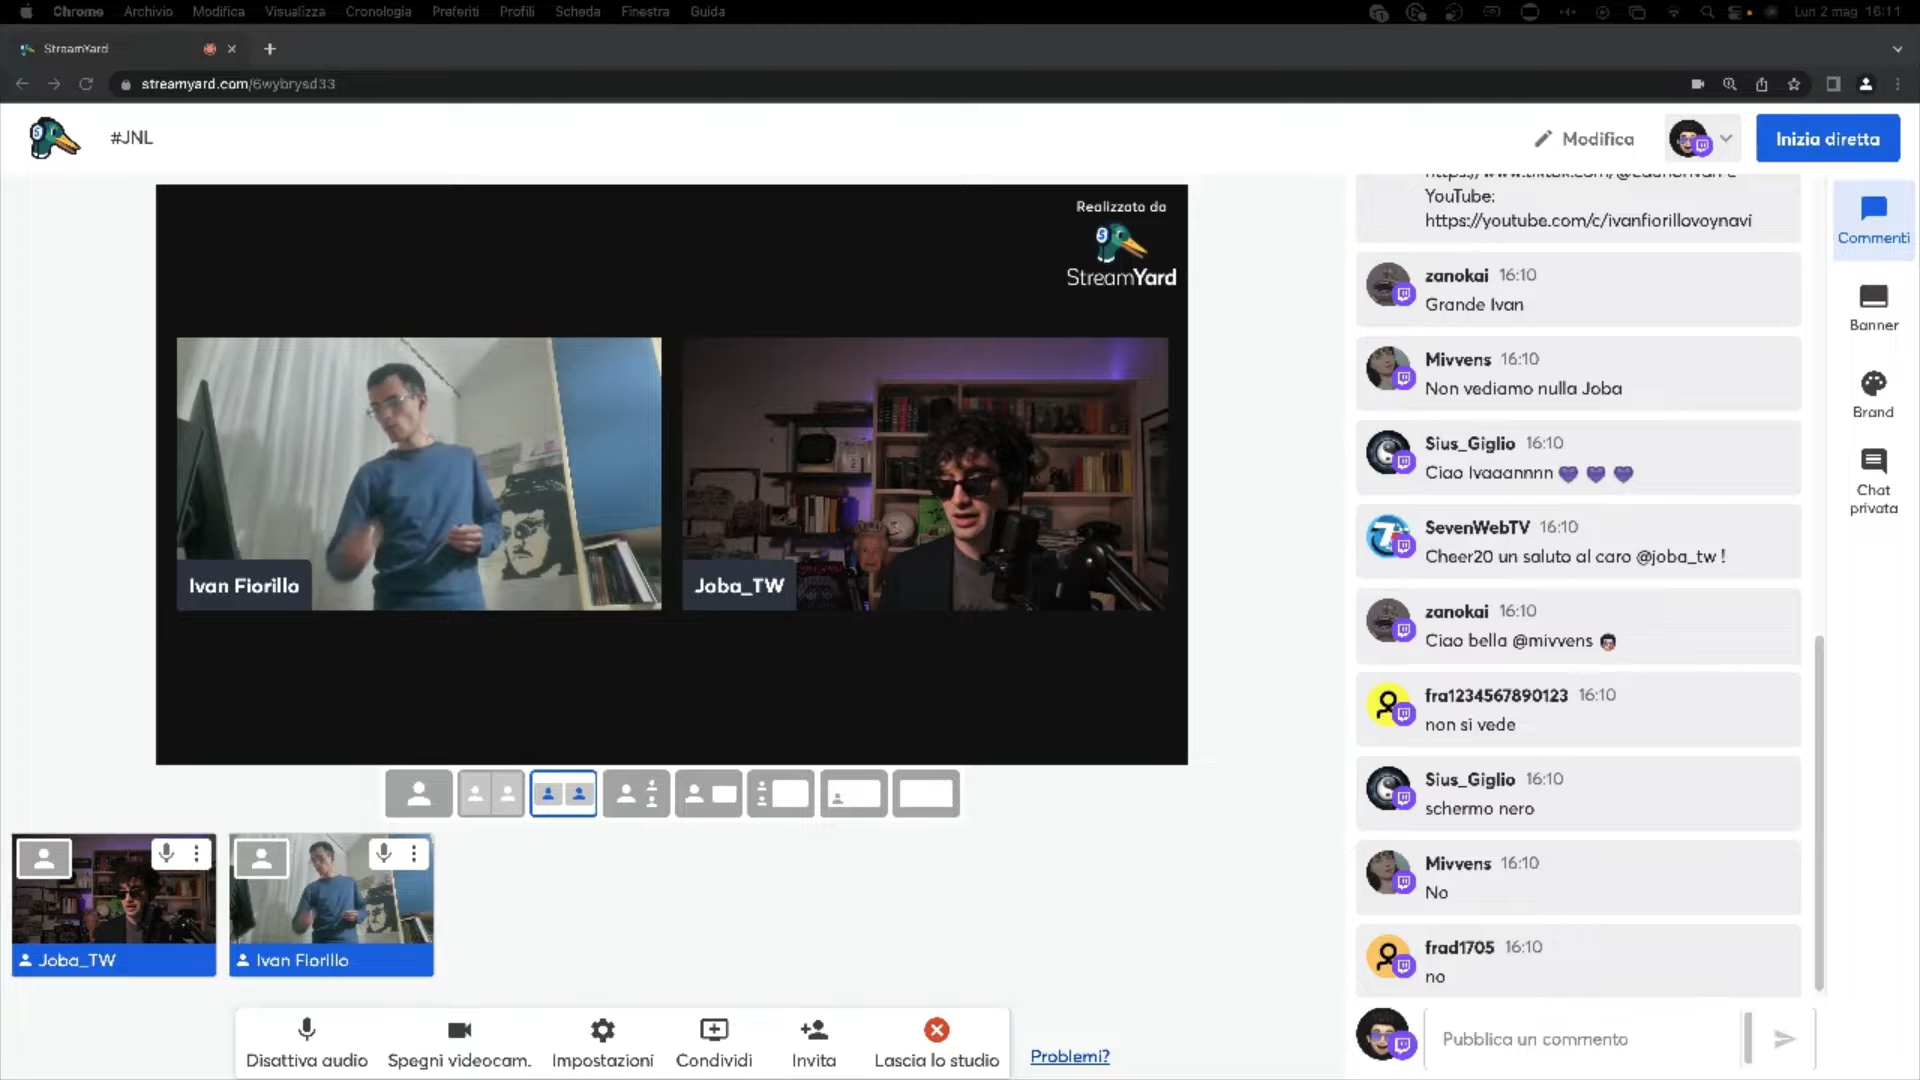 Chrome Archivio Modifica Visualizza Cronologia Preferiti Profili Scheda Finestra Guida Lun 2 mag 16:11
StreamYard
streamyard.com/6wybrysd33
#JNL
Modifica
Inizia diretta
Realizzato da
StreamYard
Ivan Fiorillo
Joba_TW
Joba_TW
Ivan Fiorillo
Disattiva audio
Spegni videocam.
Impostazioni
Condividi
Invita
Lascia lo studio
Problemi?
YouTube:
https://youtube.com/c/ivanfiorillovoynavi
zanokai 16:10
Grande Ivan
Mivvens 16:10
Non vediamo nulla Joba
Sius_Giglio 16:10
Ciao Ivaaannnn 💜 💜 💜
SevenWebTV 16:10
Cheer20 un saluto al caro @joba_tw !
zanokai 16:10
Ciao bella @mivvens
fra1234567890123 16:10
non si vede
Sius_Giglio 16:10
schermo nero
Mivvens 16:10
No
frad1705 16:10
no
Pubblica un commento
Commenti
Banner
Brand
Chat
privata